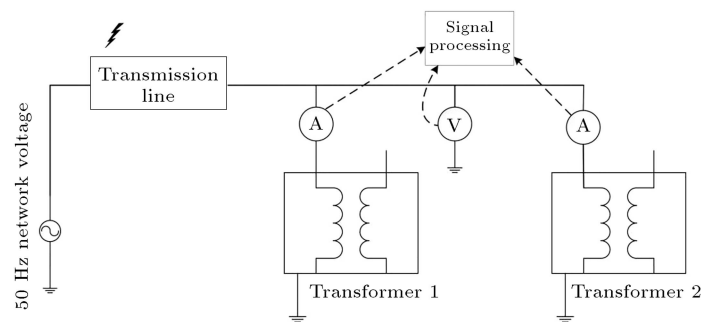 Signal
processing
Transmission
line
50 Hz network voltage
A
V
A
Transformer 1
Transformer 2